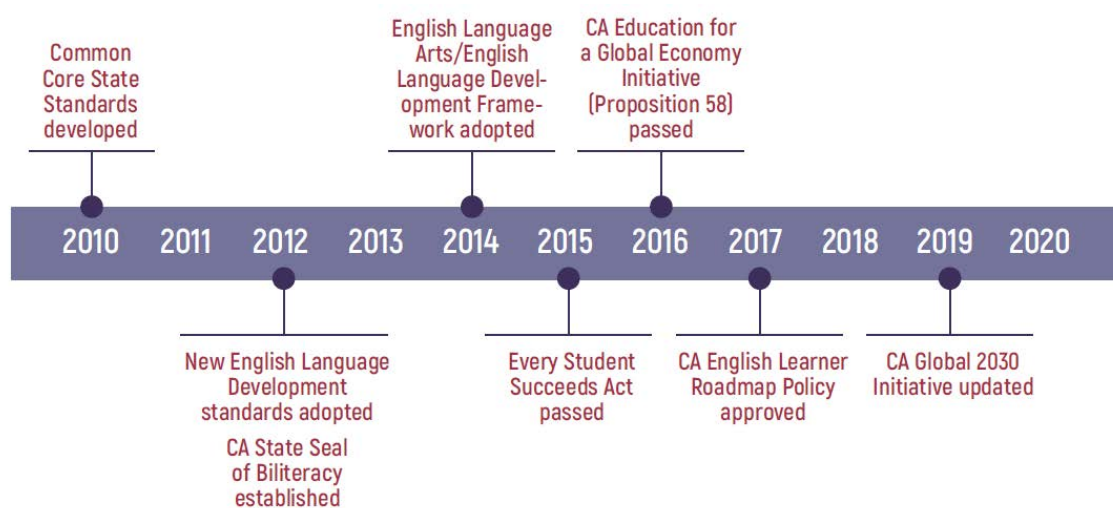 Common
Core State
Standards
developed
English Language
Arts/English
Language Devel-
opment Frame-
work adopted
CA Education for
a Global Economy
Initiative
(Proposition 58)
passed
2010 2011 2012 2013 2014 2015 2016 2017 2018 2019 2020
New English Language
Development
standards adopted
CA State Seal
of Biliteracy
established
Every Student
Succeeds Act
passed
CA English Learner
Roadmap Policy
approved
CA Global 2030
Initiative updated